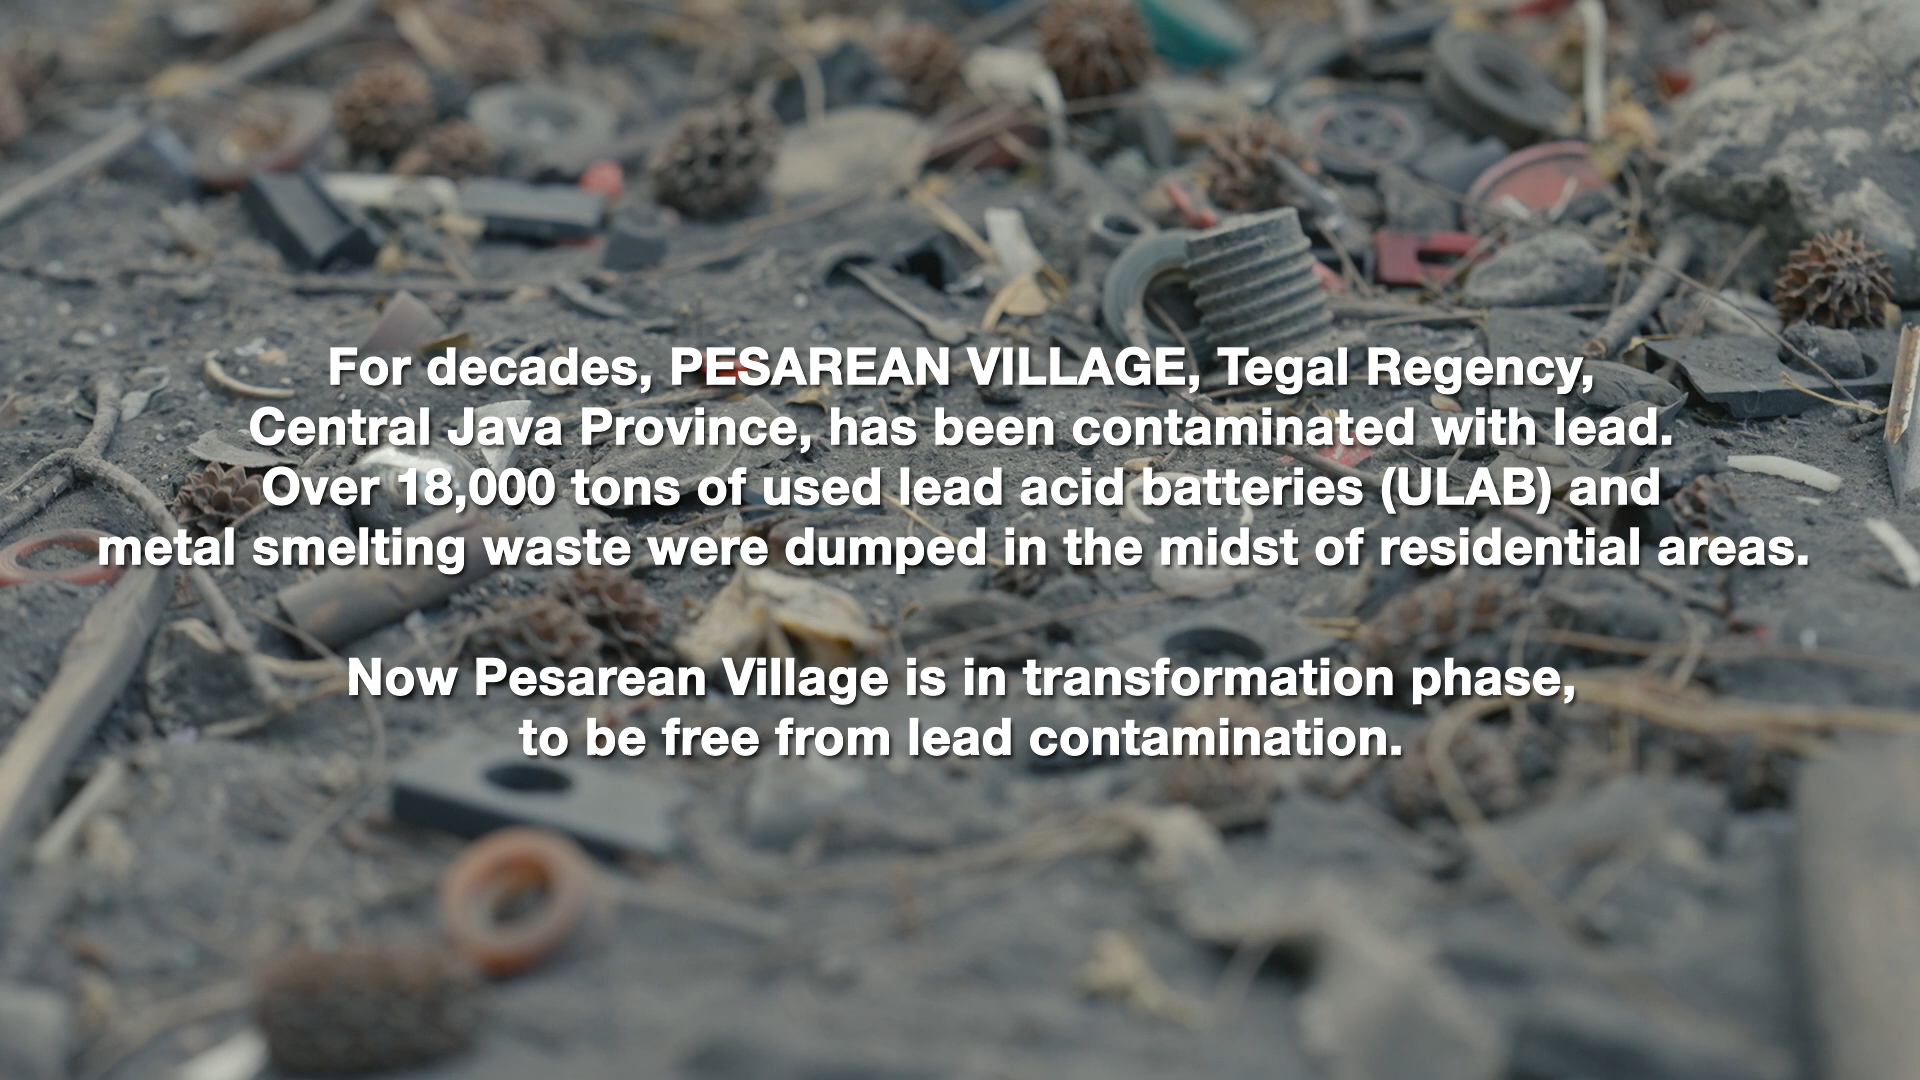 For decades, PESAREAN VILLAGE, Tegal Regency,
Central Java Province, has been contaminated with lead.
Over 18,000 tons of used lead acid batteries (ULAB) and
metal smelting waste were dumped in the midst of residential areas.
Now Pesarean Village is in transformation phase,
to be free from lead contamination.